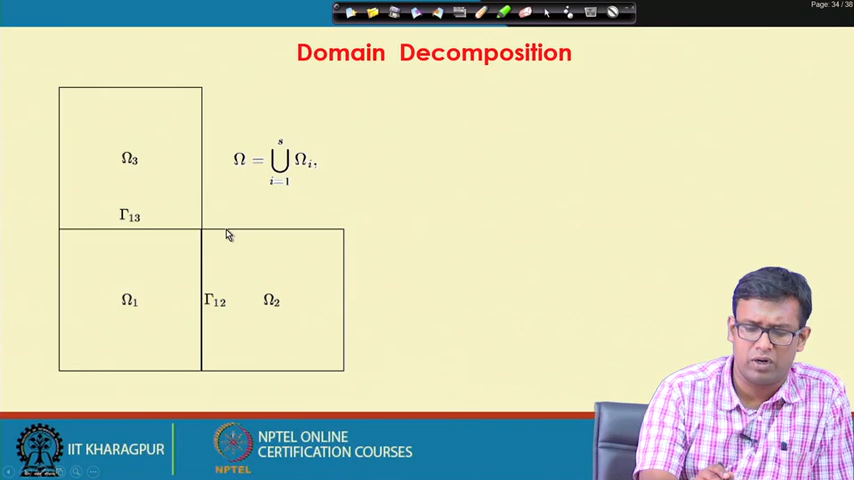 Page: 34 / 38
Domain Decomposition
Ω₃
Ω = ⋃ᵢ₌₁ˢ Ωᵢ,
Γ₁₃
Ω₁
Γ₁₂
Ω₂
IIT KHARAGPUR
NPTEL
NPTEL ONLINE
CERTIFICATION COURSES